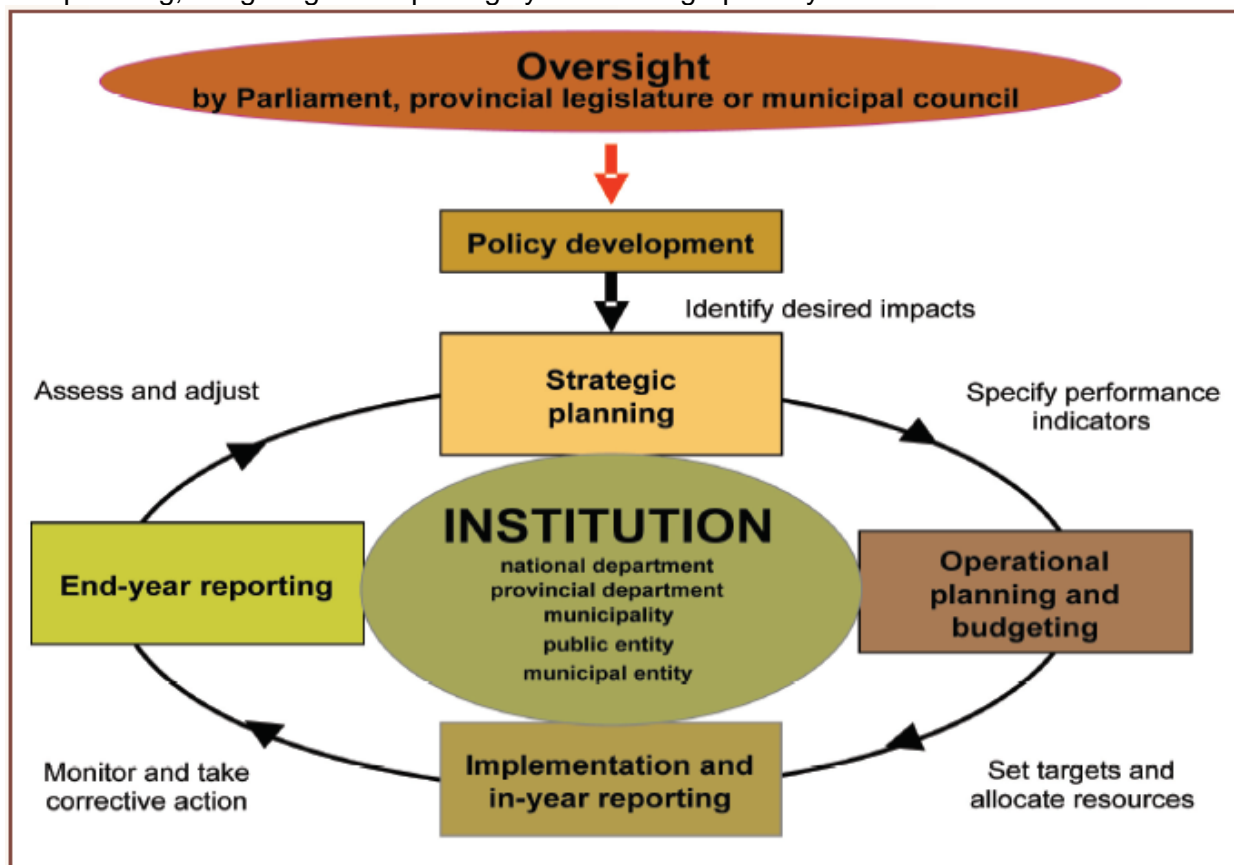 Oversight
by Parliament, provincial legislature or municipal council
Policy development
Identify desired impacts
Strategic
planning
Assess and adjust
Specify performance
indicators
INSTITUTION
national department
provincial department
municipality
public entity
municipal entity
End-year reporting
Operational
planning and
budgeting
Implementation and
in-year reporting
Monitor and take
corrective action
Set targets and
allocate resources